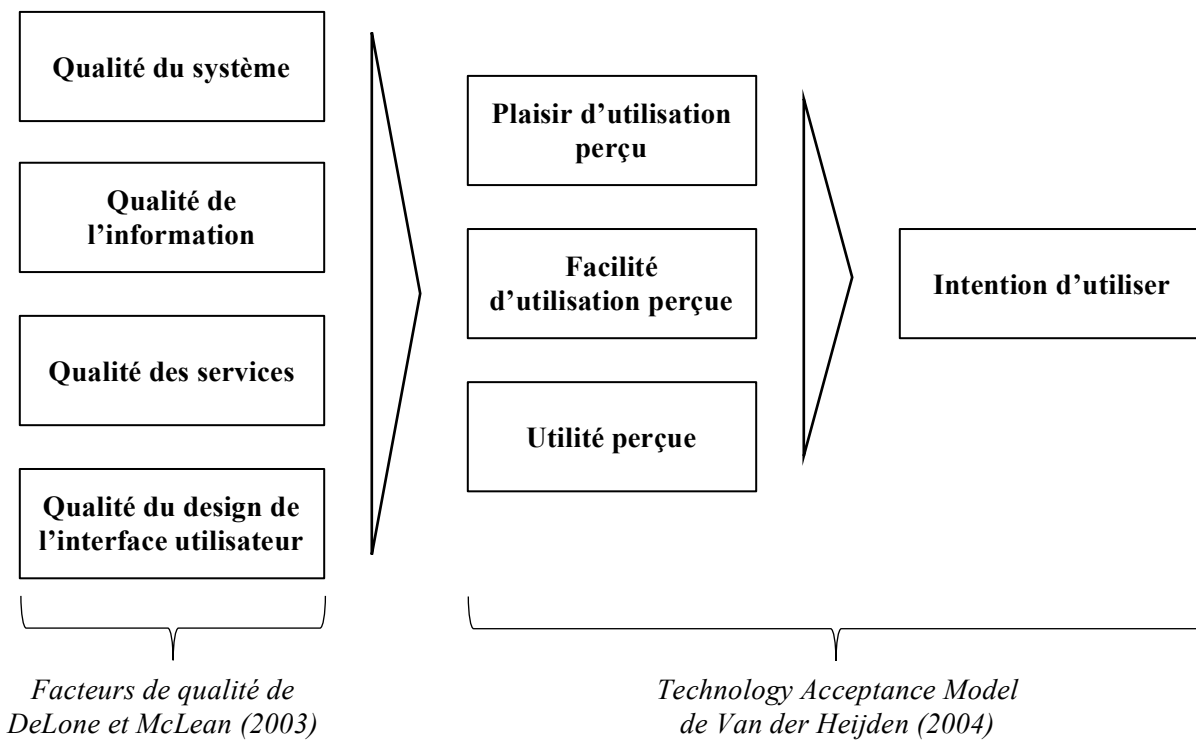 Qualité du système
Qualité de
l’information
Qualité des services
Qualité du design de
l’interface utilisateur
Facteurs de qualité de
DeLone et McLean (2003)
Plaisir d’utilisation
perçu
Facilité
d’utilisation perçue
Utilité perçue
Intention d’utiliser
Technology Acceptance Model
de Van der Heijden (2004)